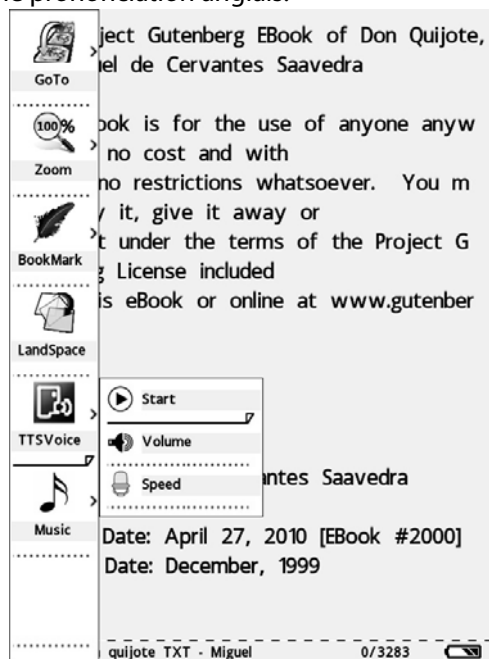 prononciation anglais.
GoTo
Zoom
100%
BookMark
LandSpace
TTSVoice
Music
Start
Volume
Speed
ject Gutenberg EBook of Don Quijote,
el de Cervantes Saavedra
ook is for the use of anyone anyw
no cost and with
no restrictions whatsoever. You m
it, give it away or
t under the terms of the Project G
License included
is eBook or online at www.gutenber
ntes Saavedra
Date: April 27, 2010 [EBook #2000]
Date: December, 1999
quijote TXT - Miguel
0/3283